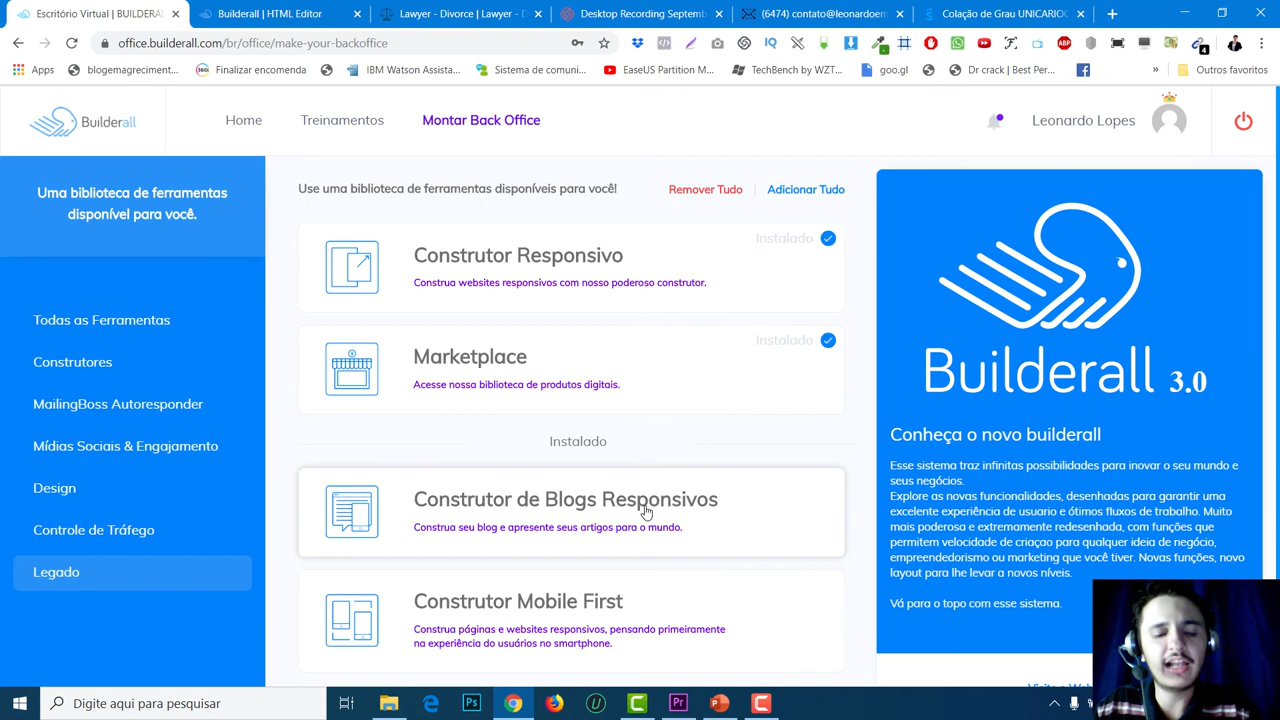 Escritório Virtual | BUILDERAL
Builderall | HTML Editor
Lawyer - Divorce | Lawyer - D
Desktop Recording Septemb
(6474) contato@leonardoem
Colação de Grau UNICARIOC
office.builderall.com/br/office/make-your-backoffice
Apps
blogemagreciment...
Finalizar encomenda
IBM Watson Assista...
Sistema de comuni...
EaseUS Partition M...
TechBench by WZT...
goo.gl
Dr crack | Best Per...
Outros favoritos
Builderall
Home
Treinamentos
Montar Back Office
Leonardo Lopes
Uma biblioteca de ferramentas
disponível para você.
Todas as Ferramentas
Construtores
MailingBoss Autoresponder
Mídias Sociais & Engajamento
Design
Controle de Tráfego
Legado
Use uma biblioteca de ferramentas disponíveis para você!
Remover Tudo
Adicionar Tudo
Instalado
Construtor Responsivo
Construa websites responsivos com nosso poderoso construtor.
Instalado
Marketplace
Acesse nossa biblioteca de produtos digitais.
Instalado
Construtor de Blogs Responsivos
Construa seu blog e apresente seus artigos para o mundo.
Construtor Mobile First
Construa páginas e websites responsivos, pensando primeiramente
na experiência do usuários no smartphone.
Builderall 3.0
Conheça o novo builderall
Esse sistema traz infinitas possibilidades para inovar o seu mundo e
seus negócios.
Explore as novas funcionalidades, desenhadas para garantir uma
excelente experiência de usuario e ótimos fluxos de trabalho. Muito
mais poderosa e extremamente redesenhada, com funções que
permitem velocidade de criaçao para qualquer ideia de negócio,
empreendedorismo ou marketing que você tiver. Novas funções, novo
layout para lhe levar a novos níveis.
Vá para o topo com esse sistema.
Digite aqui para pesquisar